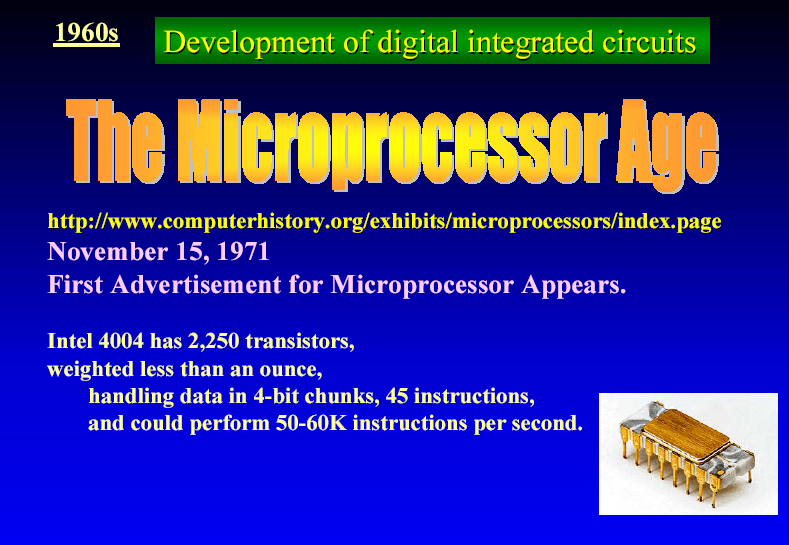 1960s
Development of digital integrated circuits
The Microprocessor Age
http://www.computerhistory.org/exhibits/microprocessors/index.page
November 15, 1971
First Advertisement for Microprocessor Appears.
Intel 4004 has 2,250 transistors,
weighted less than an ounce,
handling data in 4-bit chunks, 45 instructions,
and could perform 50-60K instructions per second.